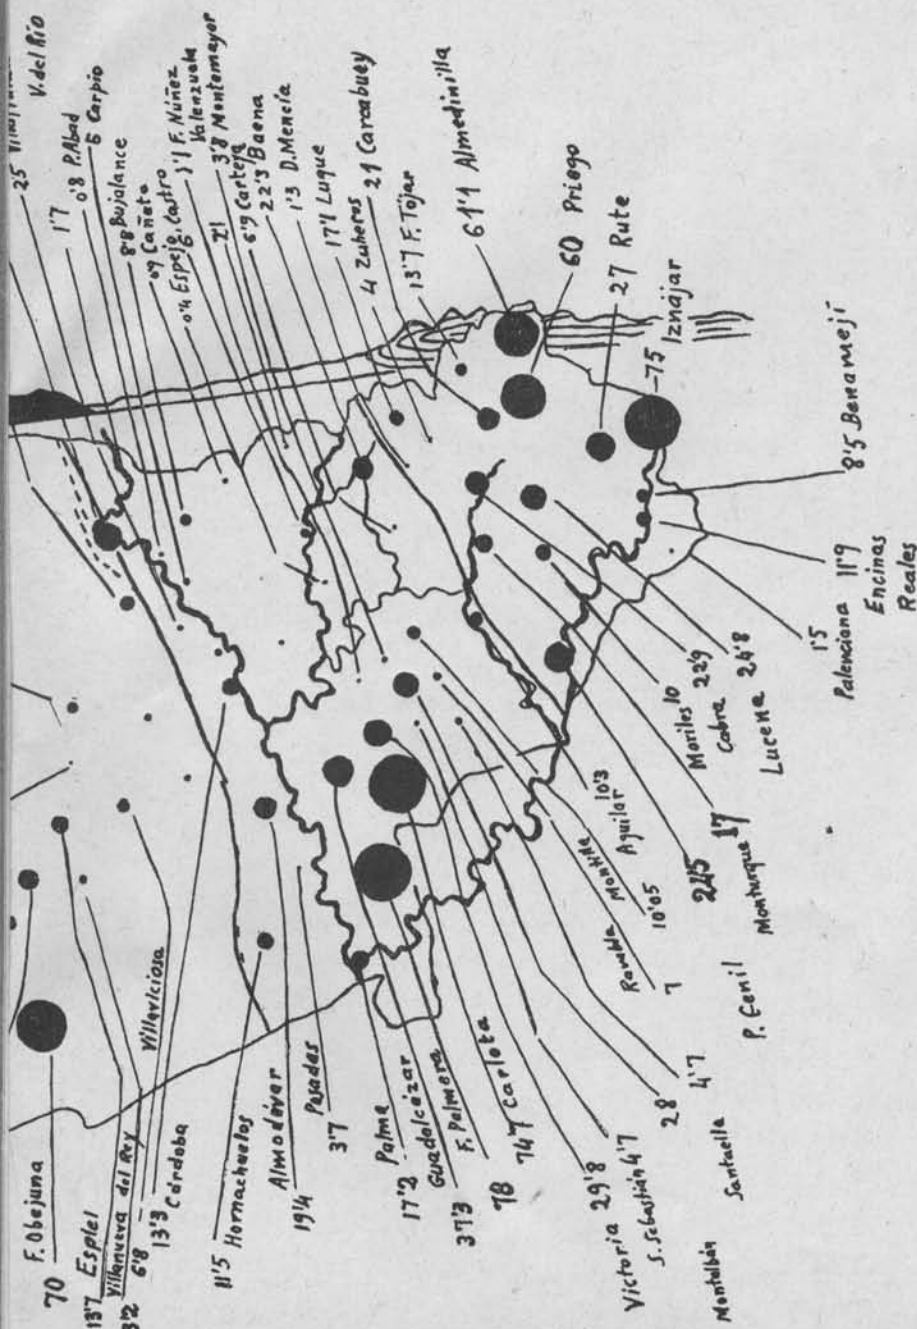 25
V. del Río
1'7
0'8 P. Abad
5 Carpio
8'8 Bujalance
0'9 Cañete
0'4 Espejo, Castro
6
1'1 F. Núñez
Valenzuela
2'1
3'8 Montemayor
6'9 Carteya
22'3 Baena
1'3 D. Mencía
17'1 Luque
4 Zuheros
21 Carcabuey
13'7 F. Tójar
61'1 Almedinilla
60 Priego
27 Rute
75 Iznájar
8'5 Benamejí
11'9
Encinas
Reales
1'5
Palenciana
24'8
Lucena
22'9
Cabra
Moriles 10
17
Monturque
24'5
P. Genil
10'3
Aguilar
Montilla
10'05
Rambla
7
4'7
Santaella
28
Montalbán
S. Sebastián 4'7
Victoria 29'8
74'7 Carlota
78
F. Palmera
37'3
Guadalcázar
17'2 Palma
3'7
Posadas
19'4
Almodóvar
11'5 Hornachuelos
13'3 Córdoba
Villaviciosa
6'8
Villanueva del Rey
13'7 Espiel
70 F. Obejuna